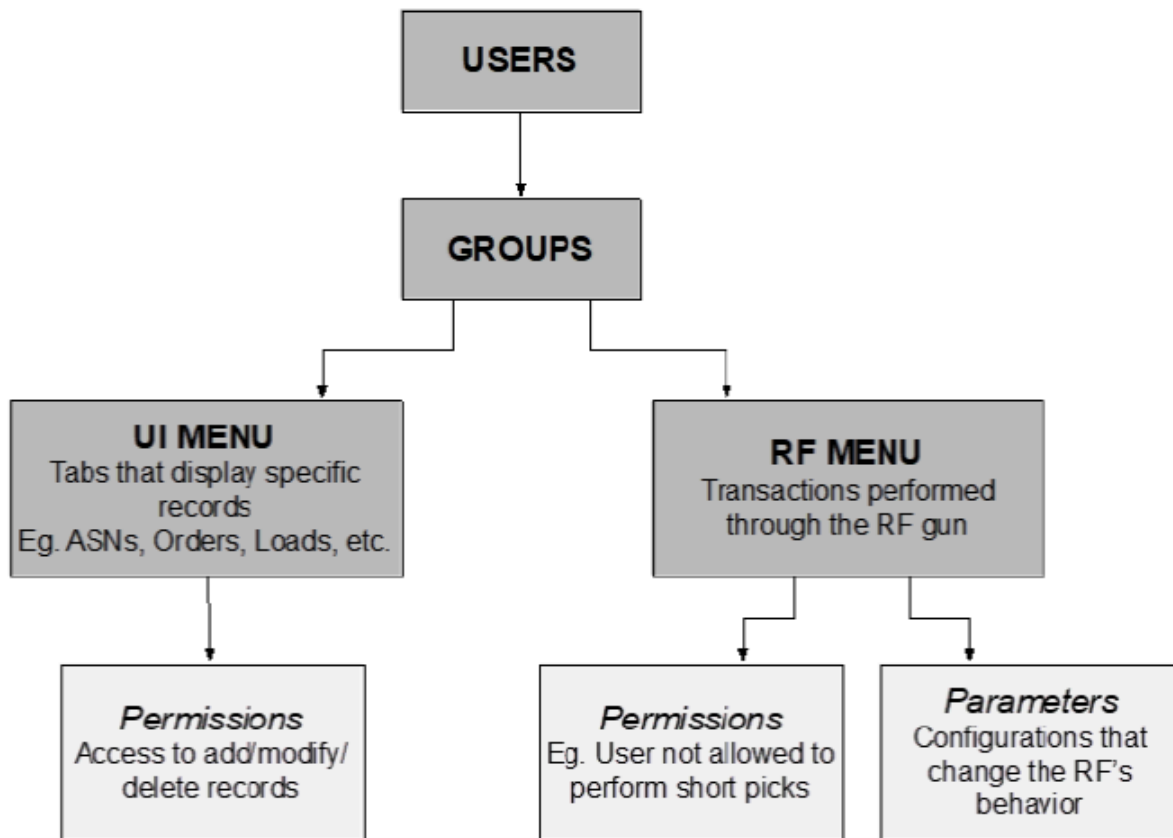 USERS
GROUPS
UI MENU
Tabs that display specific
records
Eg. ASNs, Orders, Loads, etc.
RF MENU
Transactions performed
through the RF gun
Permissions
Access to add/modify/
delete records
Permissions
Eg. User not allowed to
perform short picks
Parameters
Configurations that
change the RF's
behavior